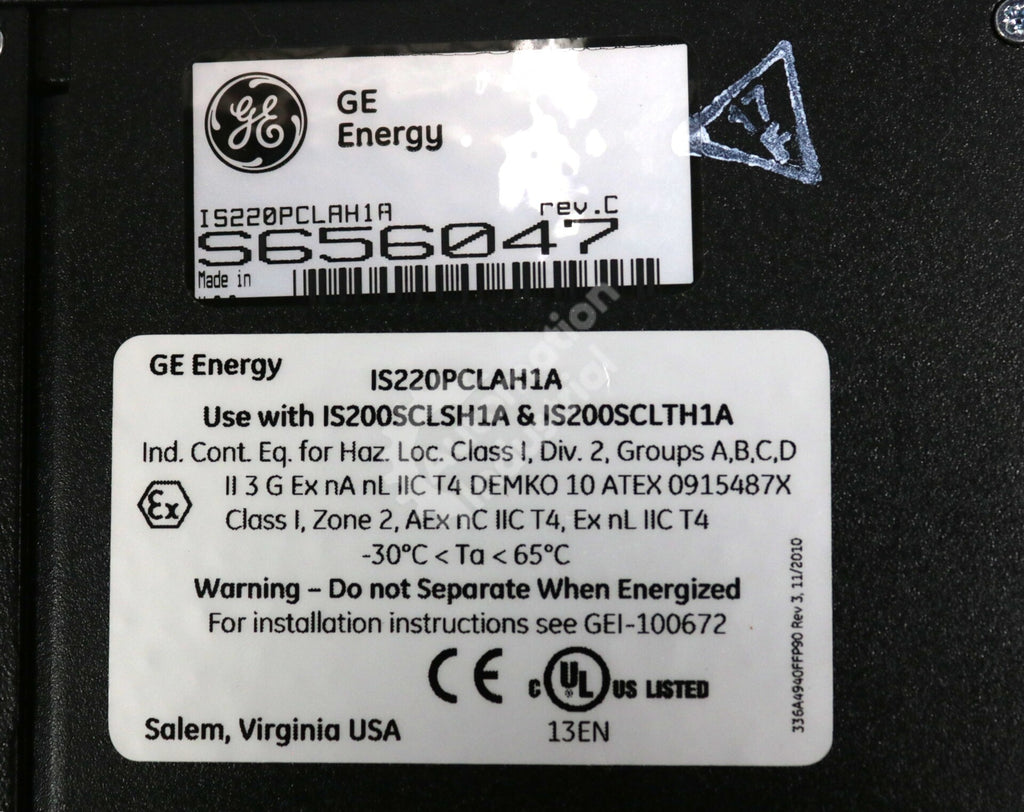 GE
GE
Energy
17
K
IS220PCLAH1A rev.C
S656047
Made in
GE Energy
IS220PCLAH1A
Use with IS200SCLSH1A & IS200SCLTH1A
Ind. Cont. Eq. for Haz. Loc. Class I, Div. 2, Groups A,B,C,D
Ex
II 3 G Ex nA nL IIC T4 DEMKO 10 ATEX 0915487X
Class I, Zone 2, AEx nC IIC T4, Ex nL IIC T4
-30°C < Ta < 65°C
Warning – Do not Separate When Energized
For installation instructions see GEI-100672
CE
C UL US LISTED
13EN
Salem, Virginia USA
336A4940FFP90 Rev 3, 11/2010